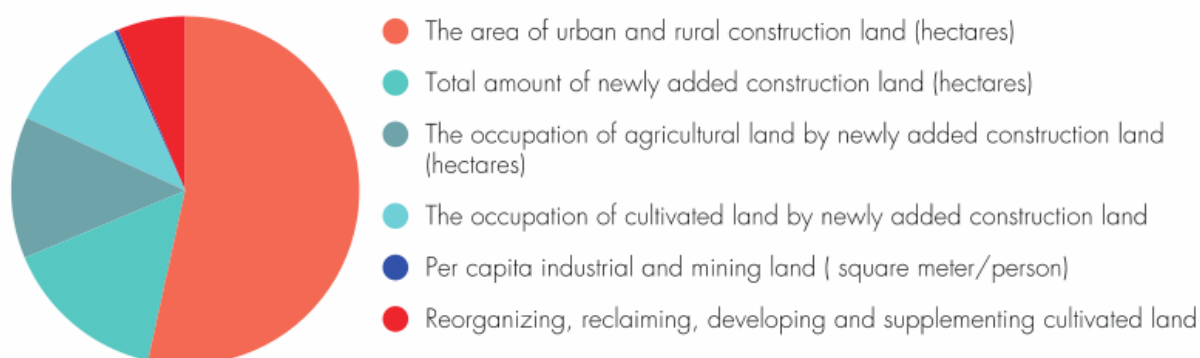 The area of urban and rural construction land (hectares)
Total amount of newly added construction land (hectares)
The occupation of agricultural land by newly added construction land
(hectares)
The occupation of cultivated land by newly added construction land
Per capita industrial and mining land ( square meter/person)
Reorganizing, reclaiming, developing and supplementing cultivated land